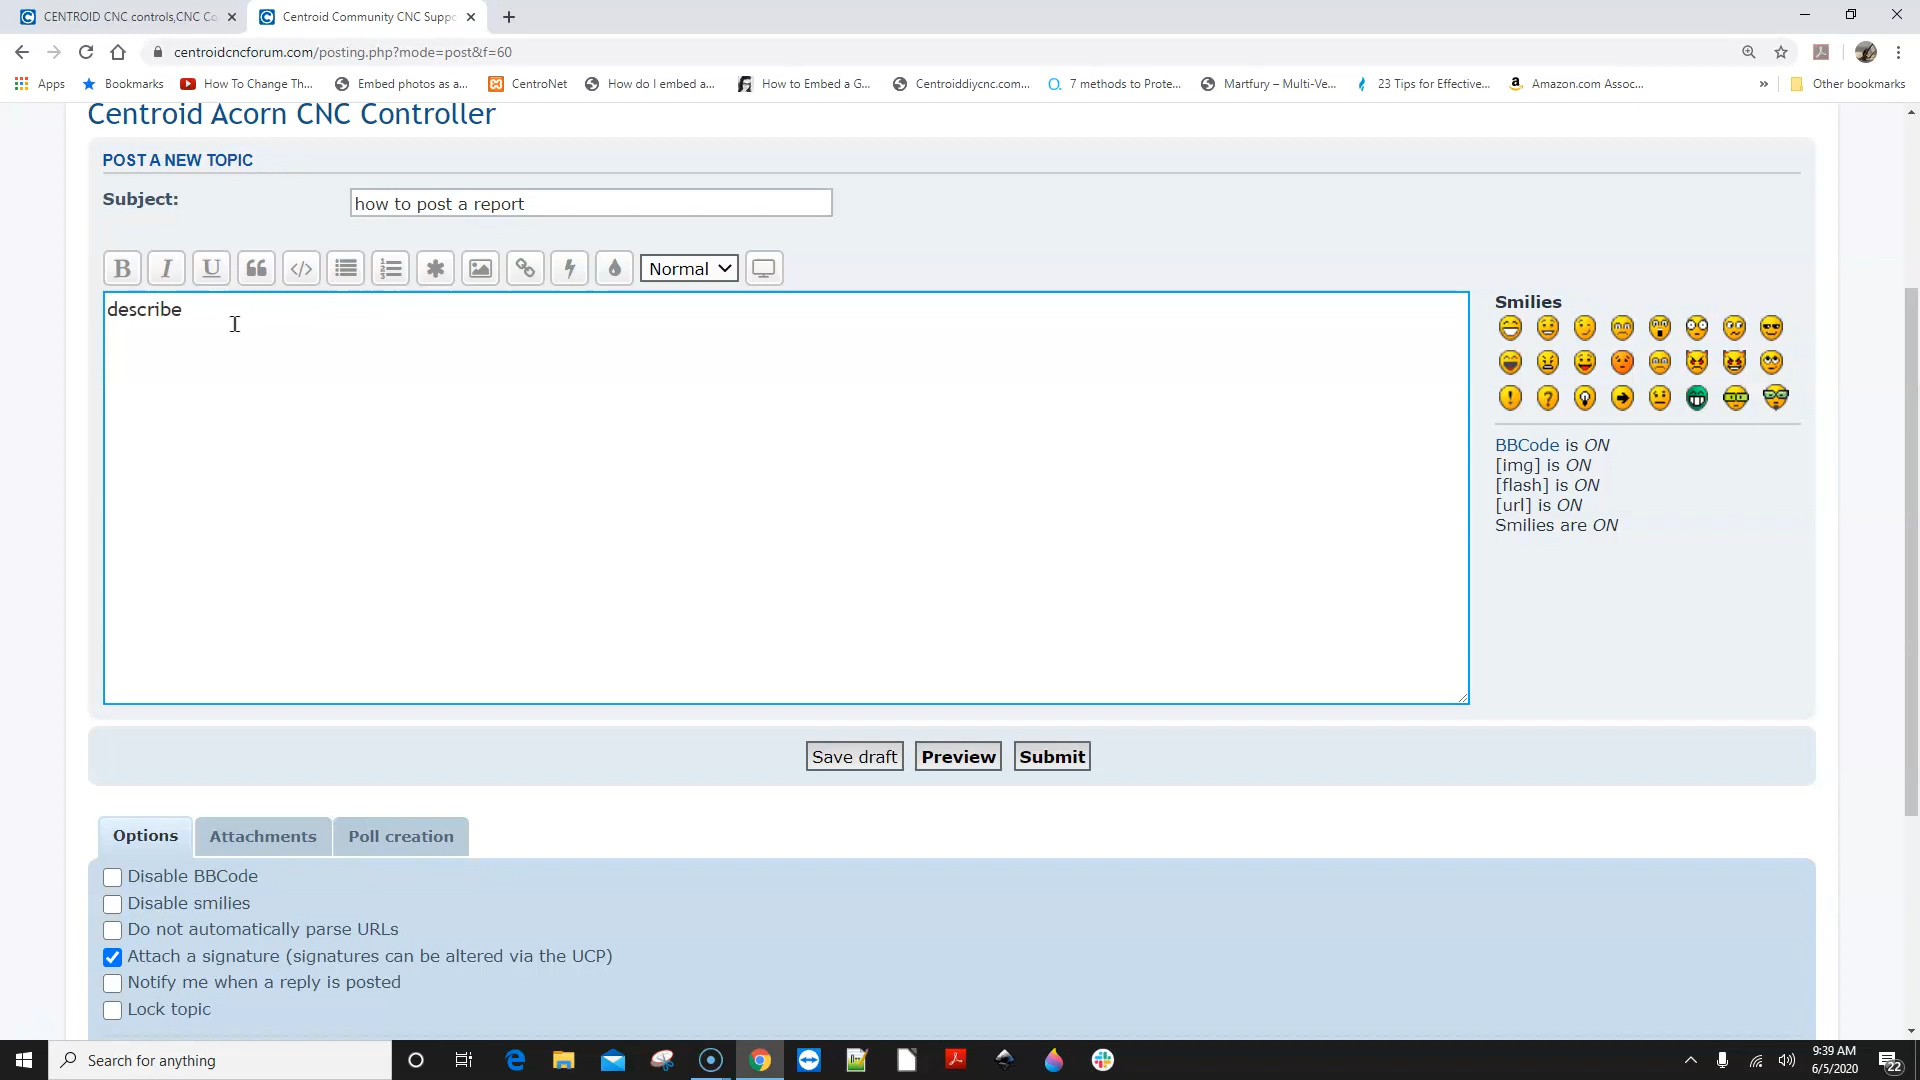 CENTROID CNC controls,CNC Co
Centroid Community CNC Suppo
centroidcncforum.com/posting.php?mode=post&f=60
Apps
Bookmarks
How To Change Th...
Embed photos as a...
CentroNet
How do I embed a...
How to Embed a G...
Centroiddiycnc.com...
7 methods to Prote...
Martfury – Multi-Ve...
23 Tips for Effective...
Amazon.com Assoc...
»
Other bookmarks
Centroid Acorn CNC Controller
POST A NEW TOPIC
Subject:
how to post a report
B
I
U
Normal
describe
Smilies
BBCode is ON
[img] is ON
[flash] is ON
[url] is ON
Smilies are ON
Save draft
Preview
Submit
Options
Attachments
Poll creation
Disable BBCode
Disable smilies
Do not automatically parse URLs
Attach a signature (signatures can be altered via the UCP)
Notify me when a reply is posted
Lock topic
Search for anything
9:39 AM
6/5/2020
22